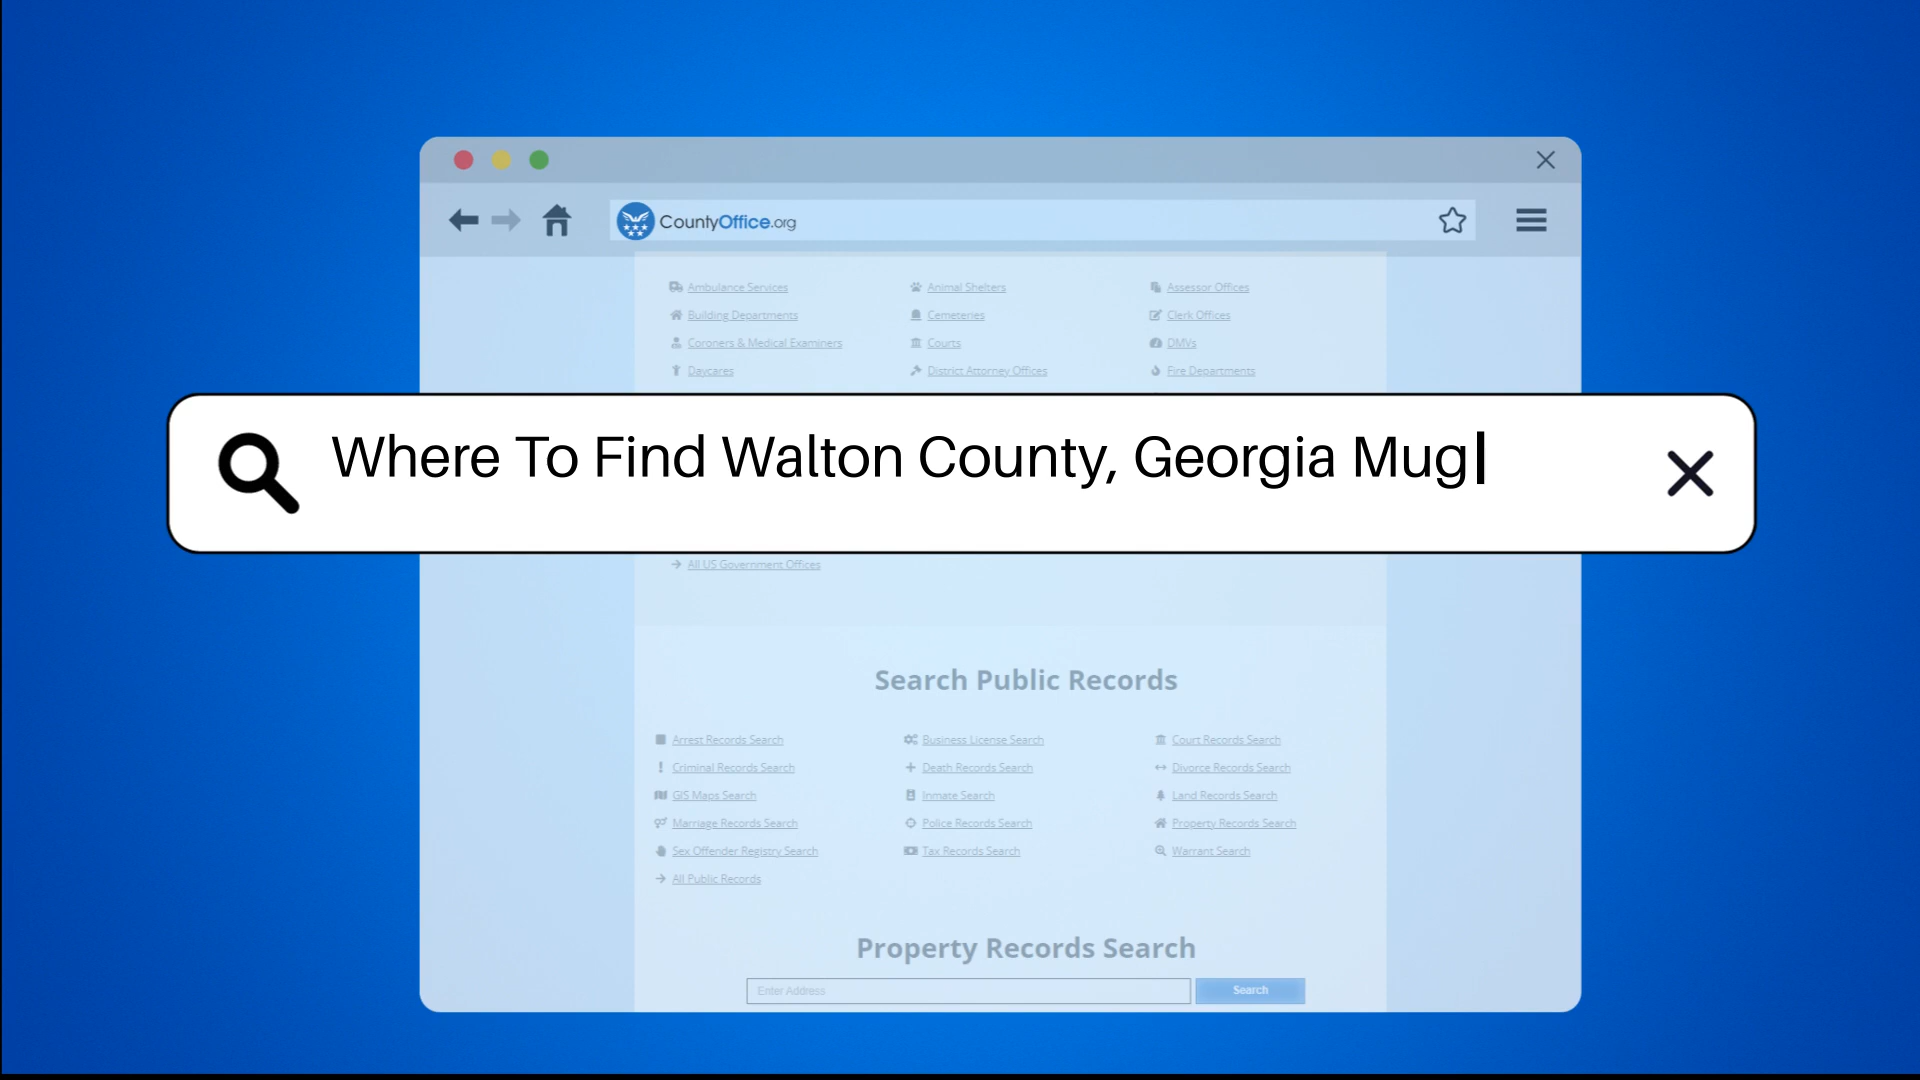 CountyOffice.org
Ambulance Services Animal Shelters Assessor Offices
Building Departments Cemeteries Clerk Offices
Coroners & Medical Examiners Courts DMVs
Daycares District Attorney Offices Fire Departments
Where To Find Walton County, Georgia Mug
All US Government Offices
Search Public Records
Arrest Records Search Business License Search Court Records Search
Criminal Records Search Death Records Search Divorce Records Search
GIS Maps Search Inmate Search Land Records Search
Marriage Records Search Police Records Search Property Records Search
Sex Offender Registry Search Tax Records Search Warrant Search
All Public Records
Property Records Search
Enter Address Search